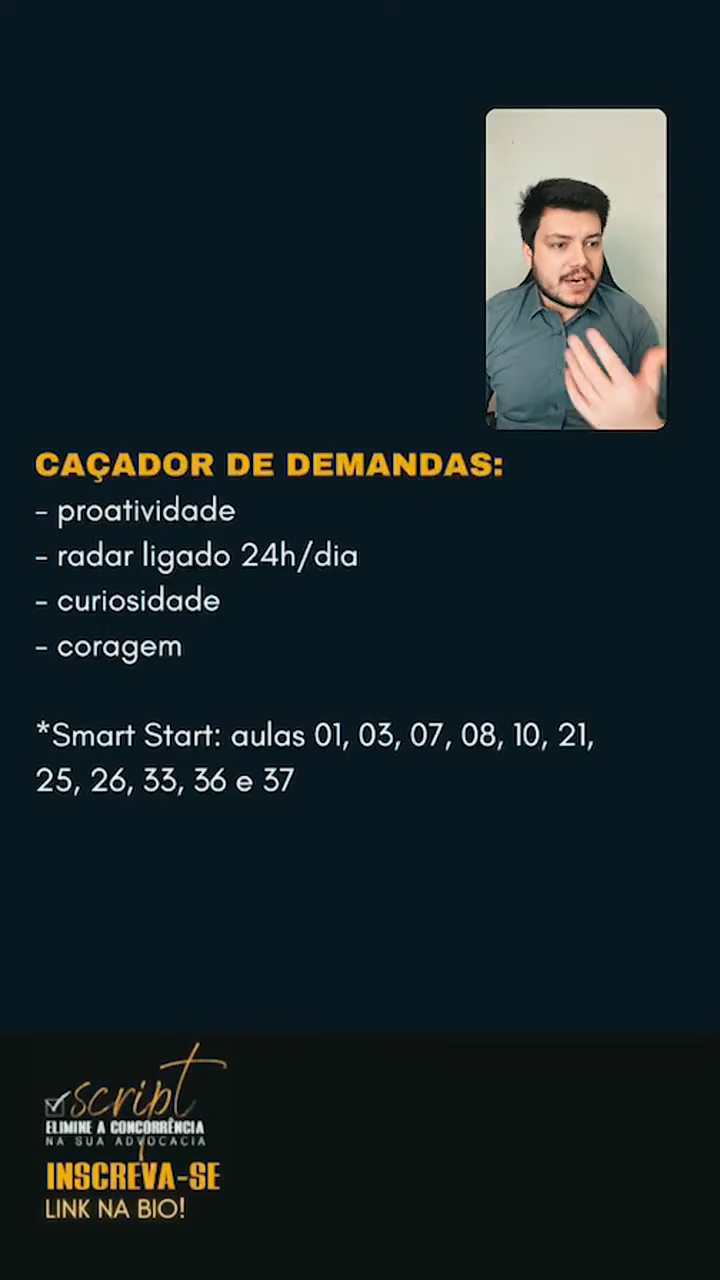 CAÇADOR DE DEMANDAS:
- proatividade
- radar ligado 24h/dia
- curiosidade
- coragem
*Smart Start: aulas 01, 03, 07, 08, 10, 21,
25, 26, 33, 36 e 37
script
ELIMINE A CONCORRÊNCIA
NA SUA ADVOCACIA
INSCREVA-SE
LINK NA BIO!